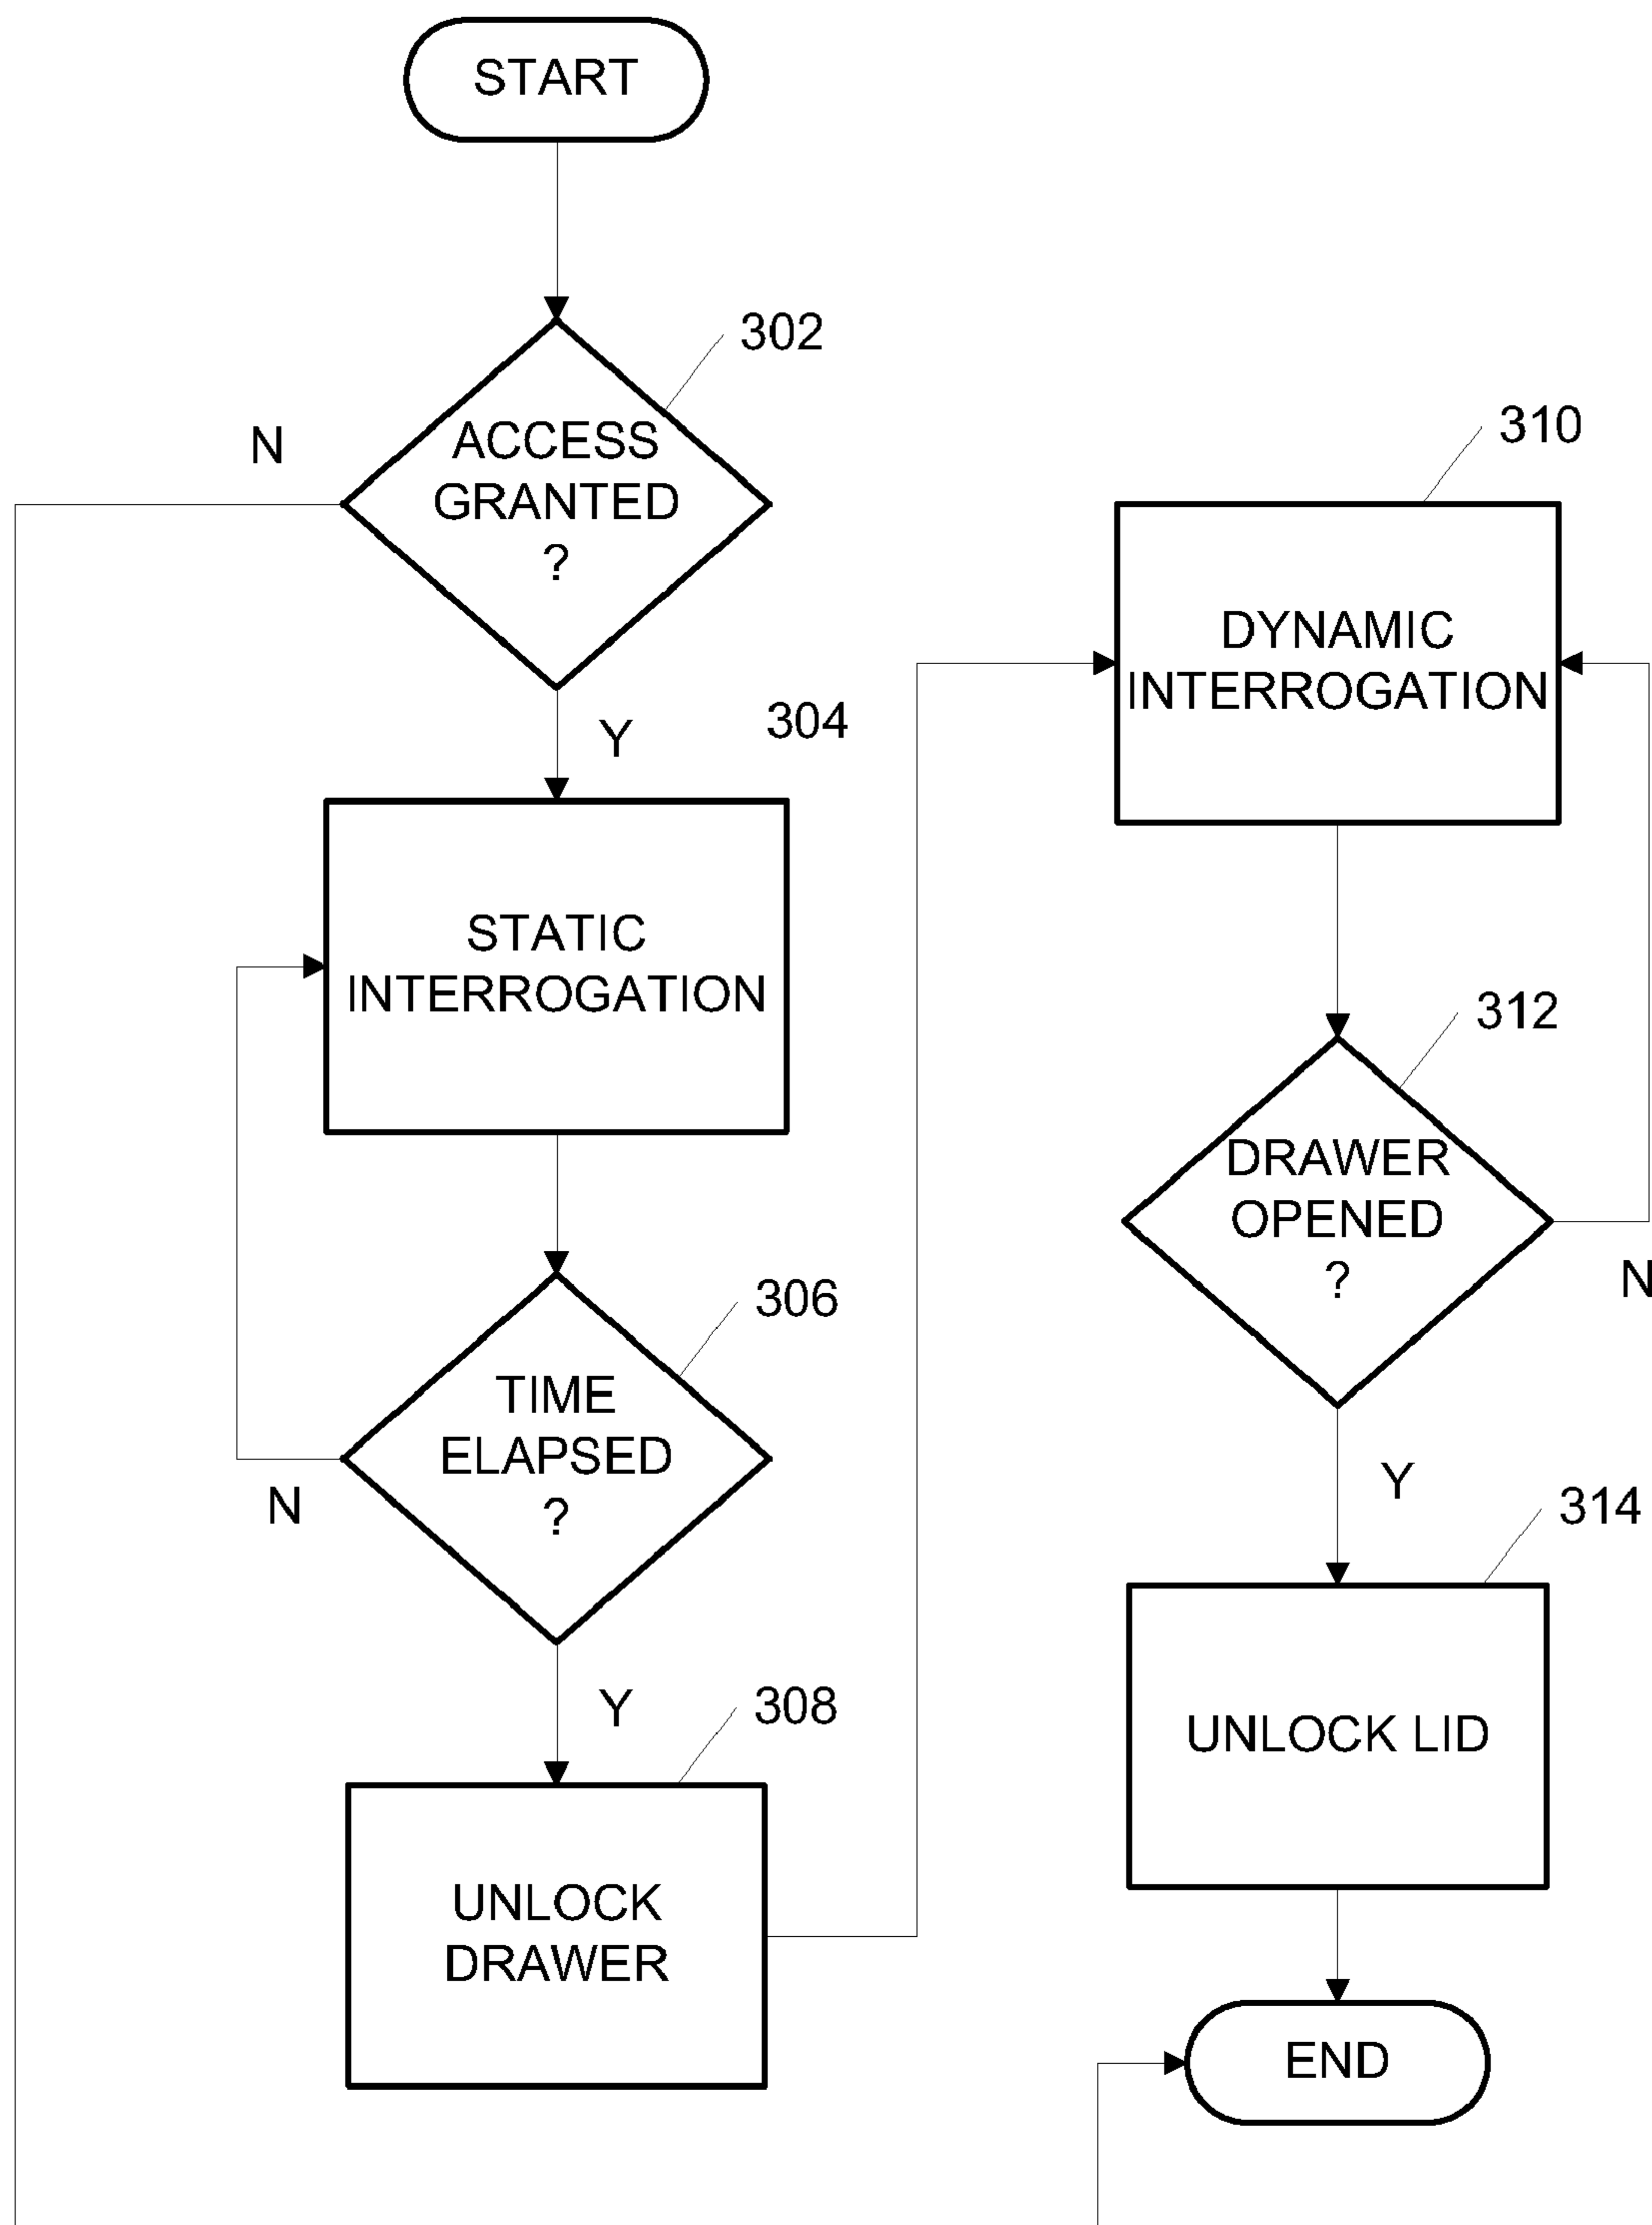 START
302
ACCESS
GRANTED
?
N
Y
304
STATIC
INTERROGATION
306
TIME
ELAPSED
?
N
Y
308
UNLOCK
DRAWER
310
DYNAMIC
INTERROGATION
312
DRAWER
OPENED
?
N
Y
314
UNLOCK LID
END